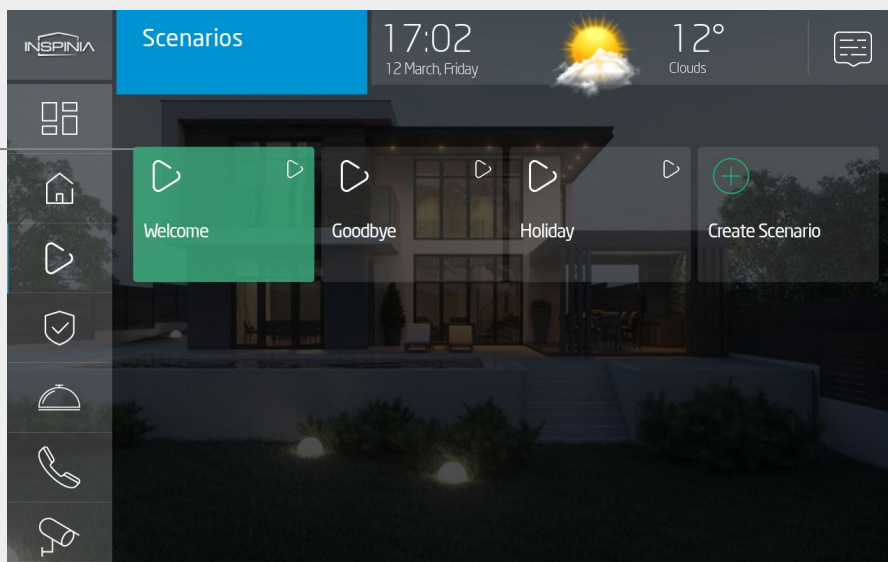 INSPINIA
Scenarios
17:02
12 March, Friday
12°
Clouds
Welcome
Goodbye
Holiday
Create Scenario